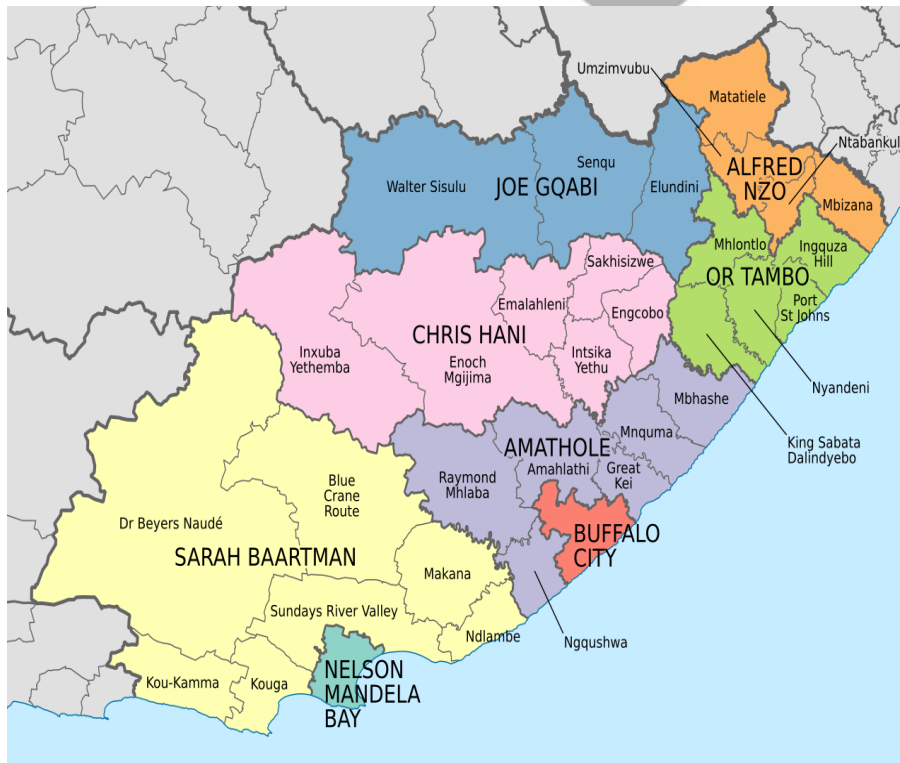 Umzimvubu
Matatiele
Ntabankul
ALFRED
NZO
Mbizana
Walter Sisulu
JOE GQABI
Senqu
Elundini
Mhlontlo
Ingquza
Hill
OR TAMBO
Port
St Johns
Nyandeni
King Sabata
Dalindyebo
Sakhisizwe
Emalahleni
Engcobo
CHRIS HANI
Inxuba
Yethemba
Enoch
Mgijima
Intsika
Yethu
Mbhashe
Mnquma
AMATHOLE
Amahlathi
Great
Kei
Raymond
Mhlaba
BUFFALO
CITY
Ngqushwa
Blue
Crane
Route
Dr Beyers Naudé
SARAH BAARTMAN
Makana
Sundays River Valley
Ndlambe
Kou-Kamma
Kouga
NELSON
MANDELA
BAY